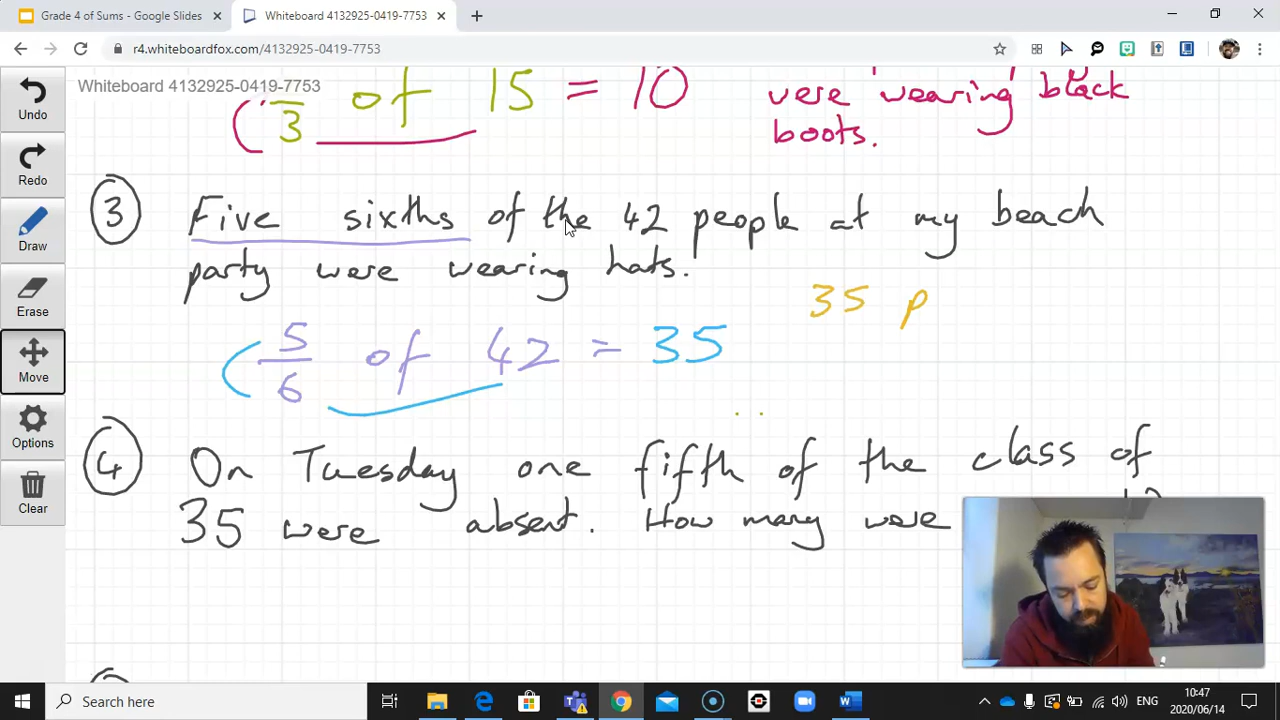 Grade 4 of Sums - Google Slides
Whiteboard 4132925-0419-7753
r4.whiteboardfox.com/4132925-0419-7753
Whiteboard 4132925-0419-7753
Undo
Redo
Draw
Erase
Move
Options
Clear
3 of 15 = 10
were wearing black
boots.
3 Five sixths of the 42 people at my beach
party were wearing hats.
35 p
5/6 of 42 = 35
4 On Tuesday one fifth of the class of
35 were absent. How many were
Search here
ENG
10:47
2020/06/14